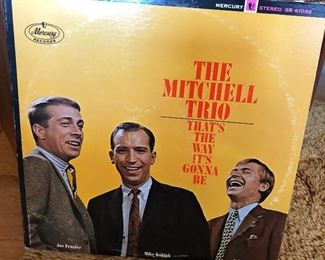 MERCURY STEREO SR 61049
Mercury
RECORDS
THE
MITCHELL
TRIO
THAT'S
THE
WAY
IT'S
GONNA
BE
Joe Frazier
Mike Kobluk